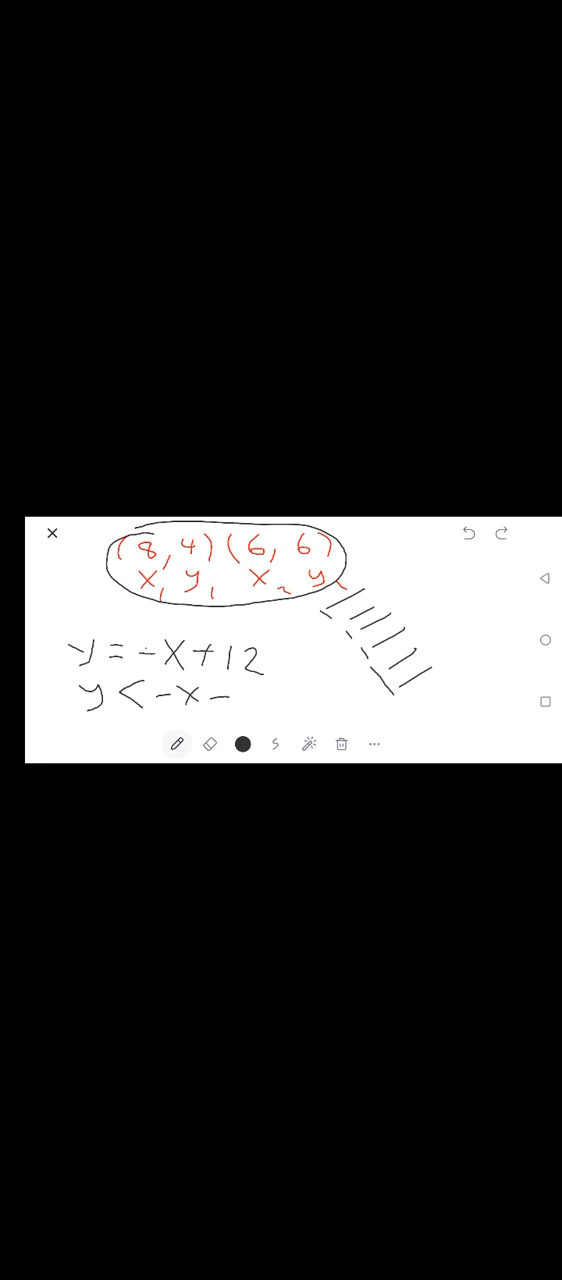 (8, 4) (6, 6)
x₁ y₁ x₂ y₂
y = -x + 12
y < -x -